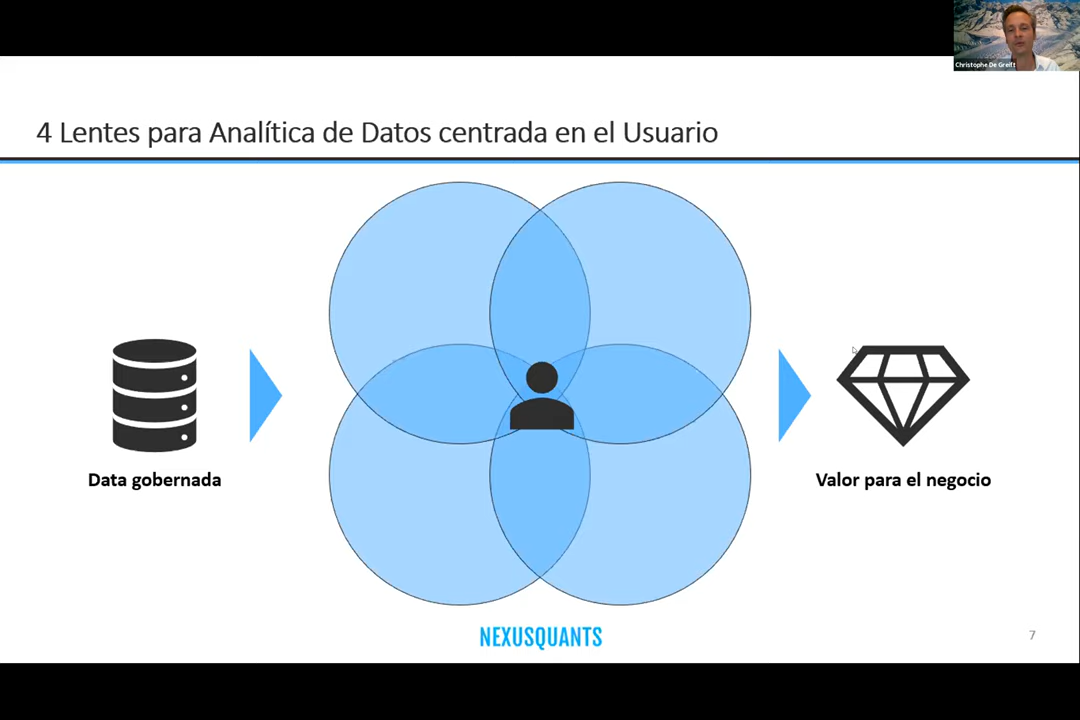 Christophe De Greift
4 Lentes para Analítica de Datos centrada en el Usuario
Data gobernada
Valor para el negocio
NEXUSQUANTS
7